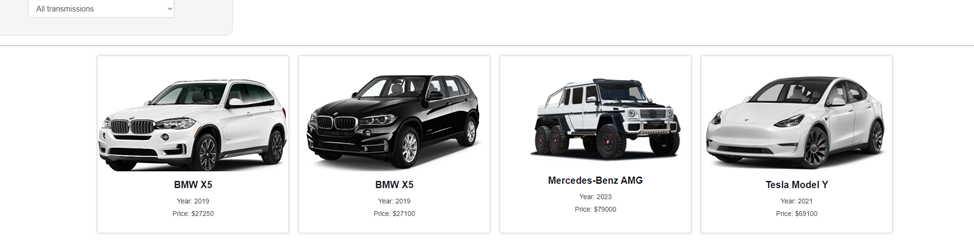 All transmissions
BMW X5
Year: 2019
Price: $27250
BMW X5
Year: 2019
Price: $27100
Mercedes-Benz AMG
Year: 2023
Price: $79000
Tesla Model Y
Year: 2021
Price: $69100